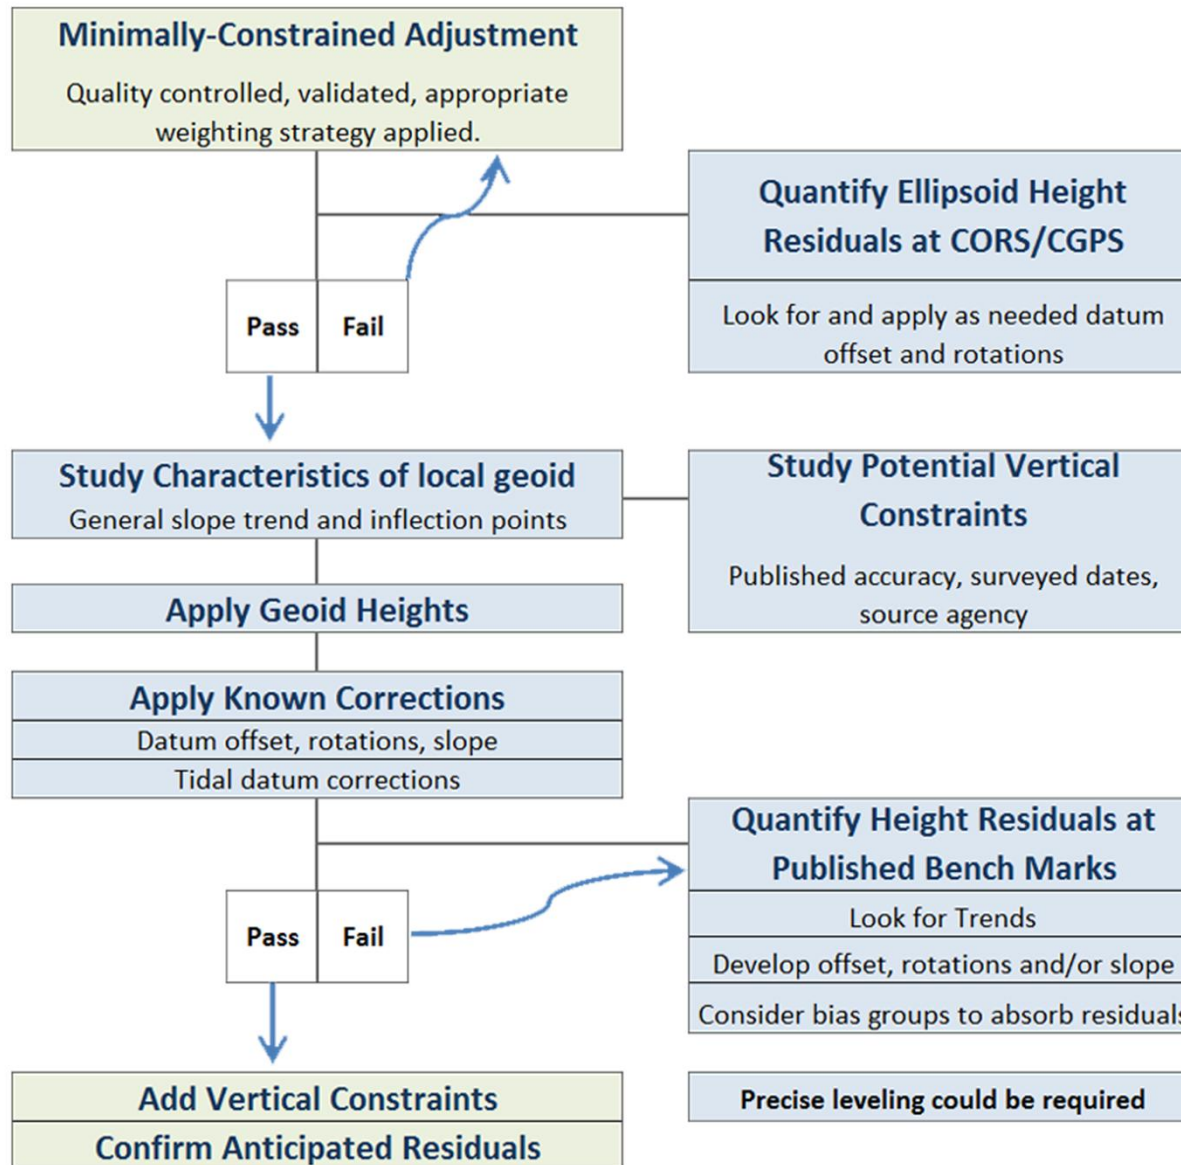 Minimally-Constrained Adjustment
Quality controlled, validated, appropriate
weighting strategy applied.
Quantify Ellipsoid Height
Residuals at CORS/CGPS
Look for and apply as needed datum
offset and rotations
Pass
Fail
Study Characteristics of local geoid
General slope trend and inflection points
Study Potential Vertical
Constraints
Published accuracy, surveyed dates,
source agency
Apply Geoid Heights
Apply Known Corrections
Datum offset, rotations, slope
Tidal datum corrections
Quantify Height Residuals at
Published Bench Marks
Look for Trends
Develop offset, rotations and/or slope
Consider bias groups to absorb residuals
Pass
Fail
Add Vertical Constraints
Confirm Anticipated Residuals
Precise leveling could be required